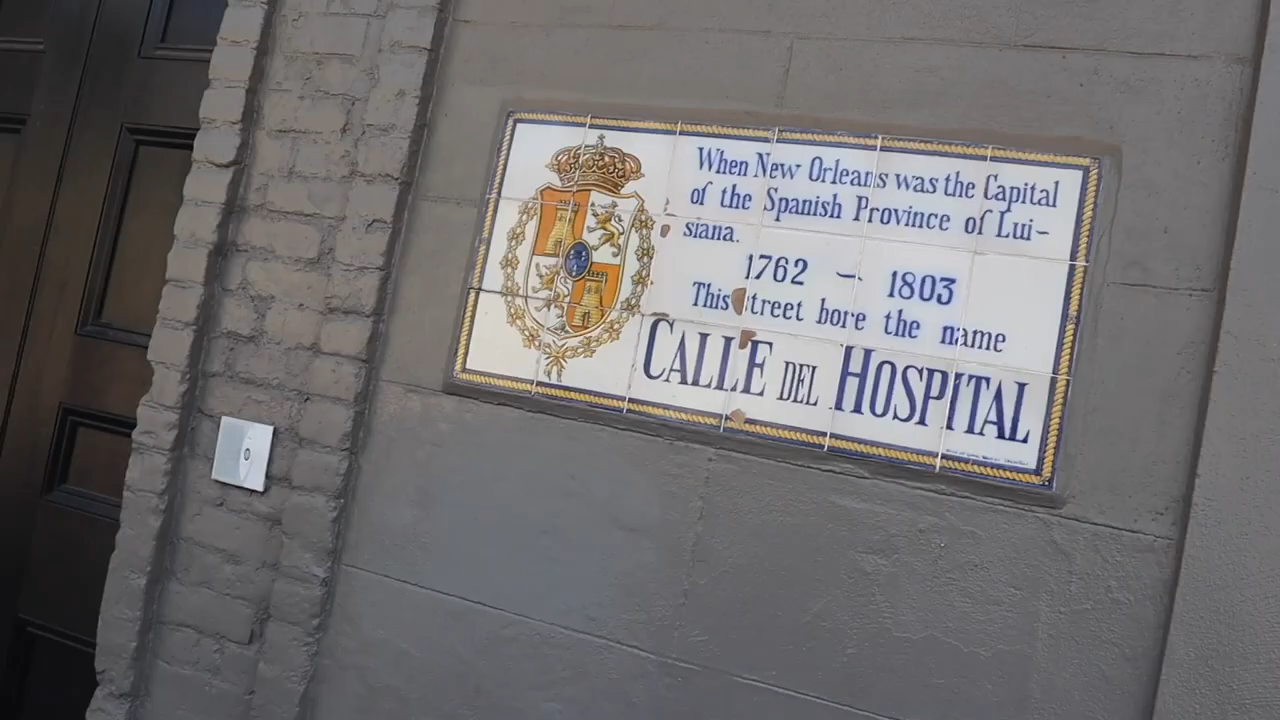 When New Orleans was the Capital
of the Spanish Province of Lui-
siana.
1762 - 1803
This street bore the name
CALLE DEL HOSPITAL